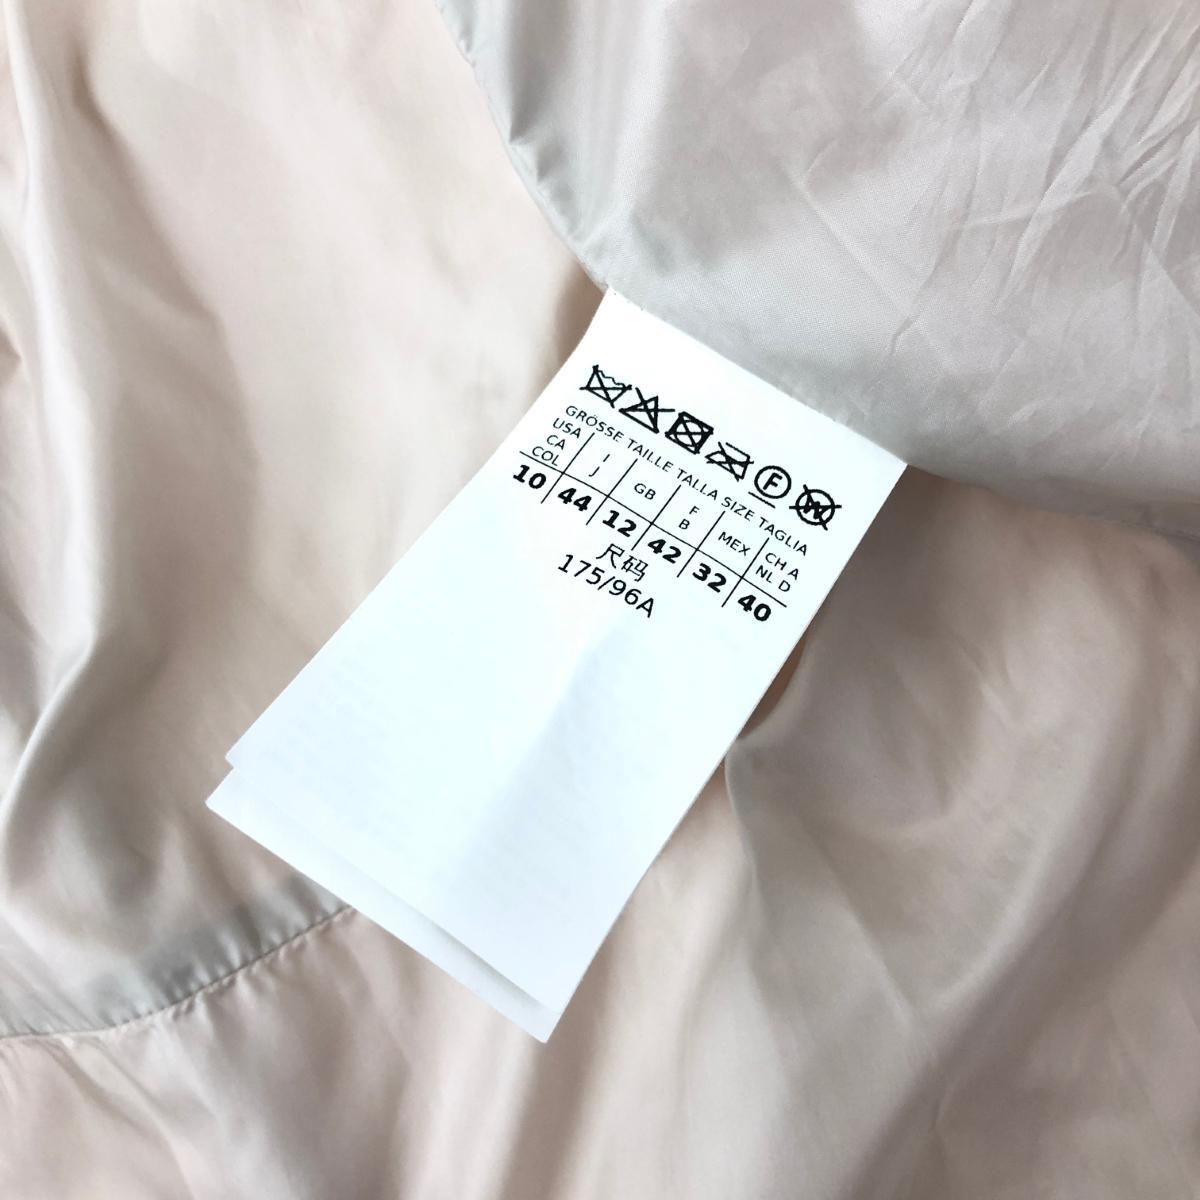 F W
GRÖSSE TAILLE TALLA SIZE TAGLIA
USA CA COL I J GB F B MEX CH A NL D
10 44 12 42 32 40
尺码
175/96A